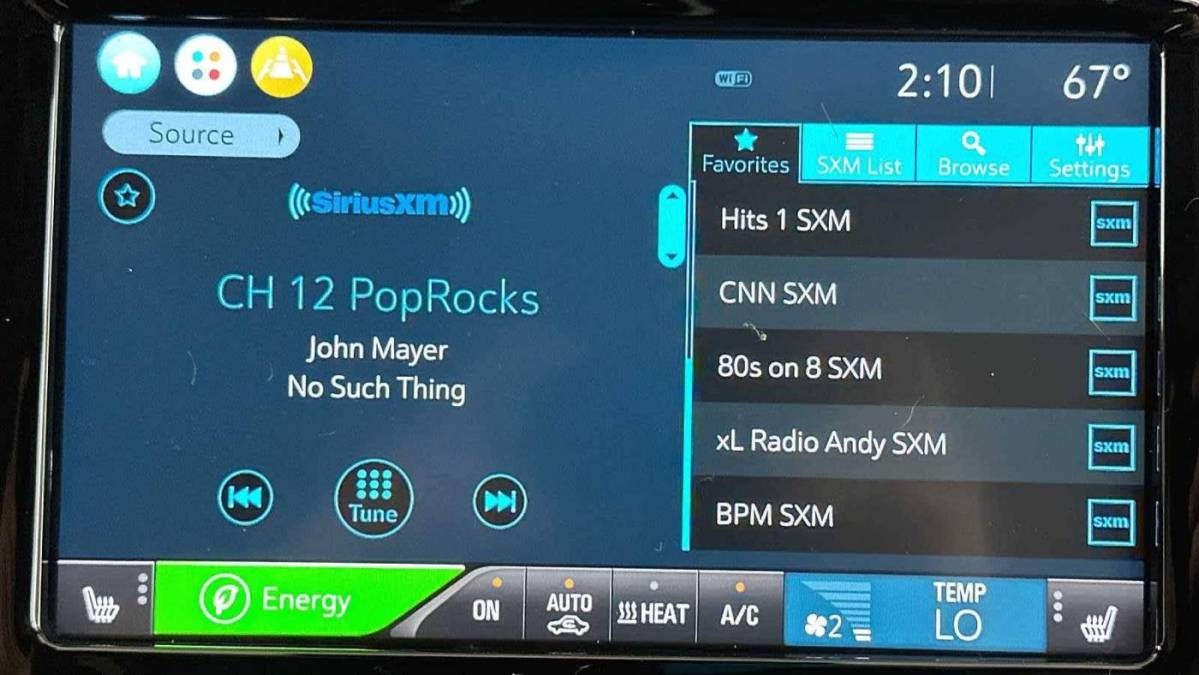 WiFi
2:10
67°
Source
Favorites
SXM List
Browse
Settings
((SiriusXM))
CH 12 PopRocks
John Mayer
No Such Thing
Tune
Hits 1 SXM
sxm
CNN SXM
sxm
80s on 8 SXM
sxm
xL Radio Andy SXM
sxm
BPM SXM
sxm
Energy
ON
AUTO
HEAT
A/C
2
TEMP
LO